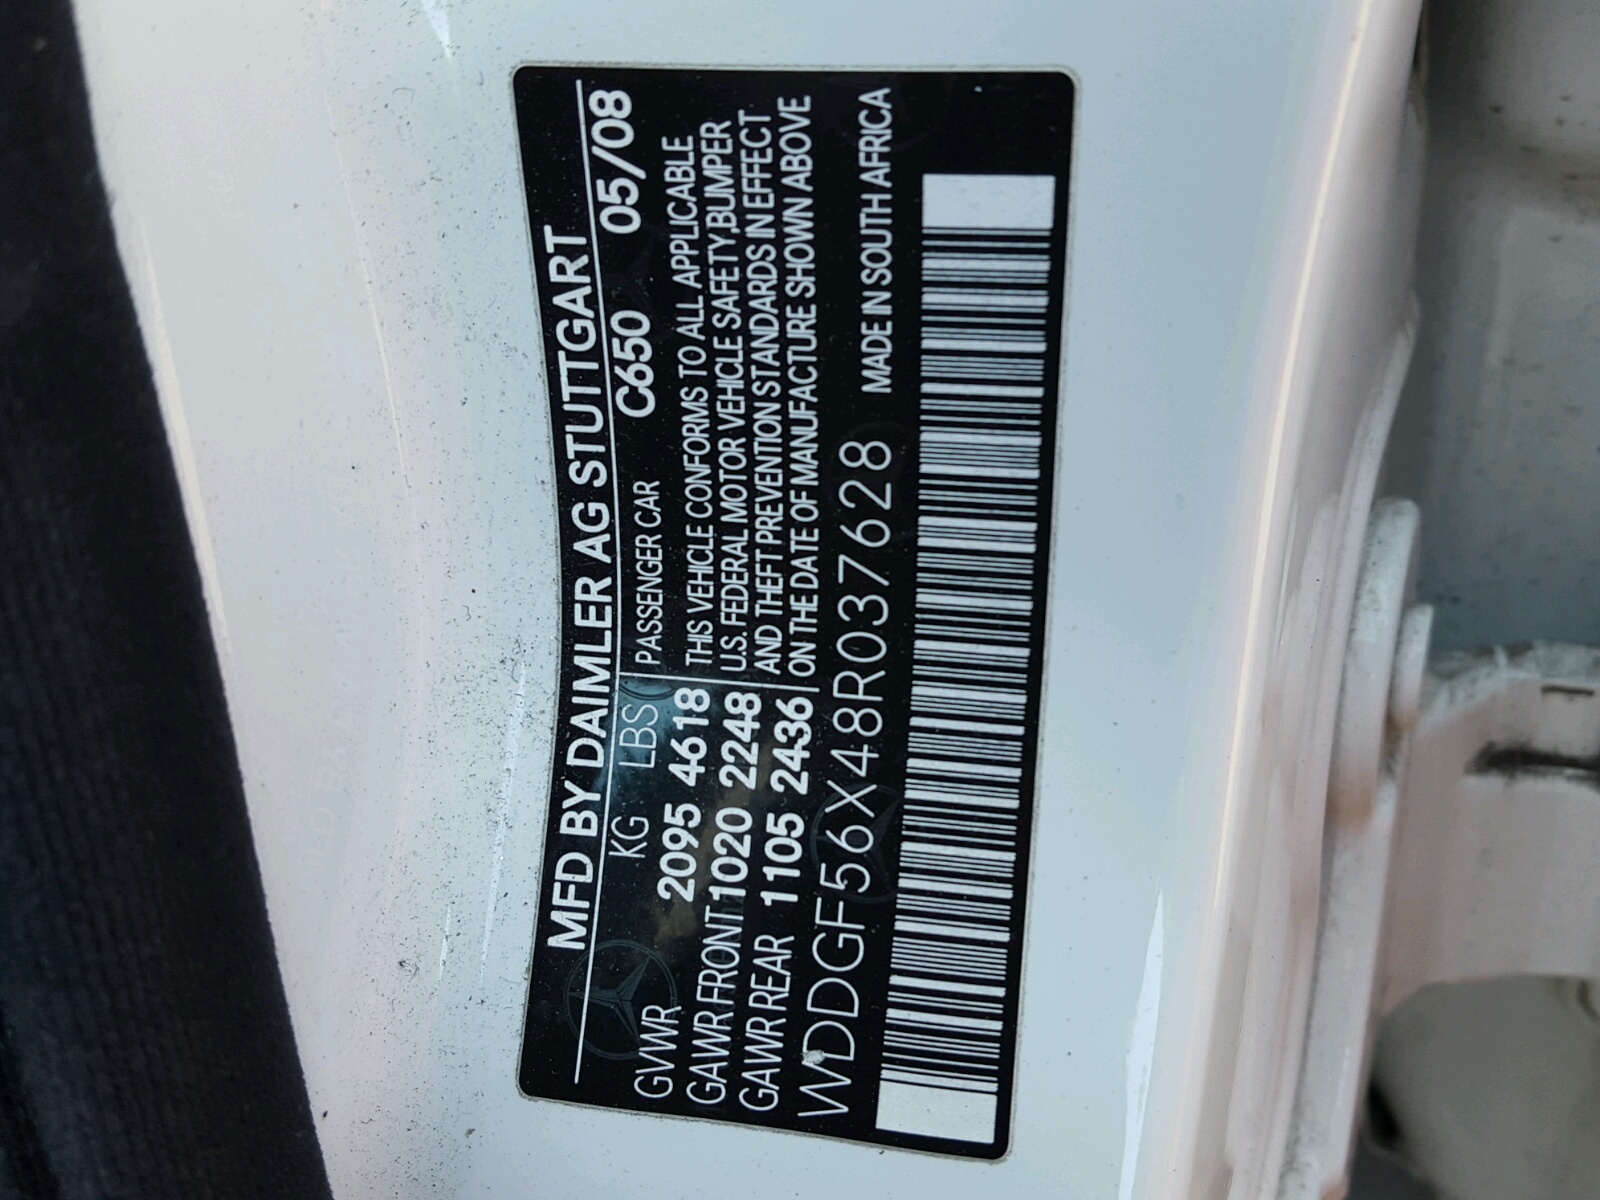 MFD BY DAIMLER AG STUTTGART
KG LBS PASSENGER CAR C650 05/08
GVWR 2095 4618 THIS VEHICLE CONFORMS TO ALL APPLICABLE
GAWR FRONT 1020 2248 U.S. FEDERAL MOTOR VEHICLE SAFETY,BUMPER
GAWR REAR 1105 2436 AND THEFT PREVENTION STANDARDS IN EFFECT
ON THE DATE OF MANUFACTURE SHOWN ABOVE
WDDGF56X48R037628 MADE IN SOUTH AFRICA